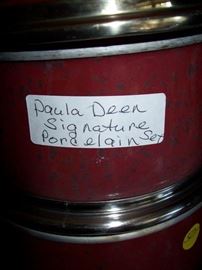 Paula Deen
Signature
Porcelain Set